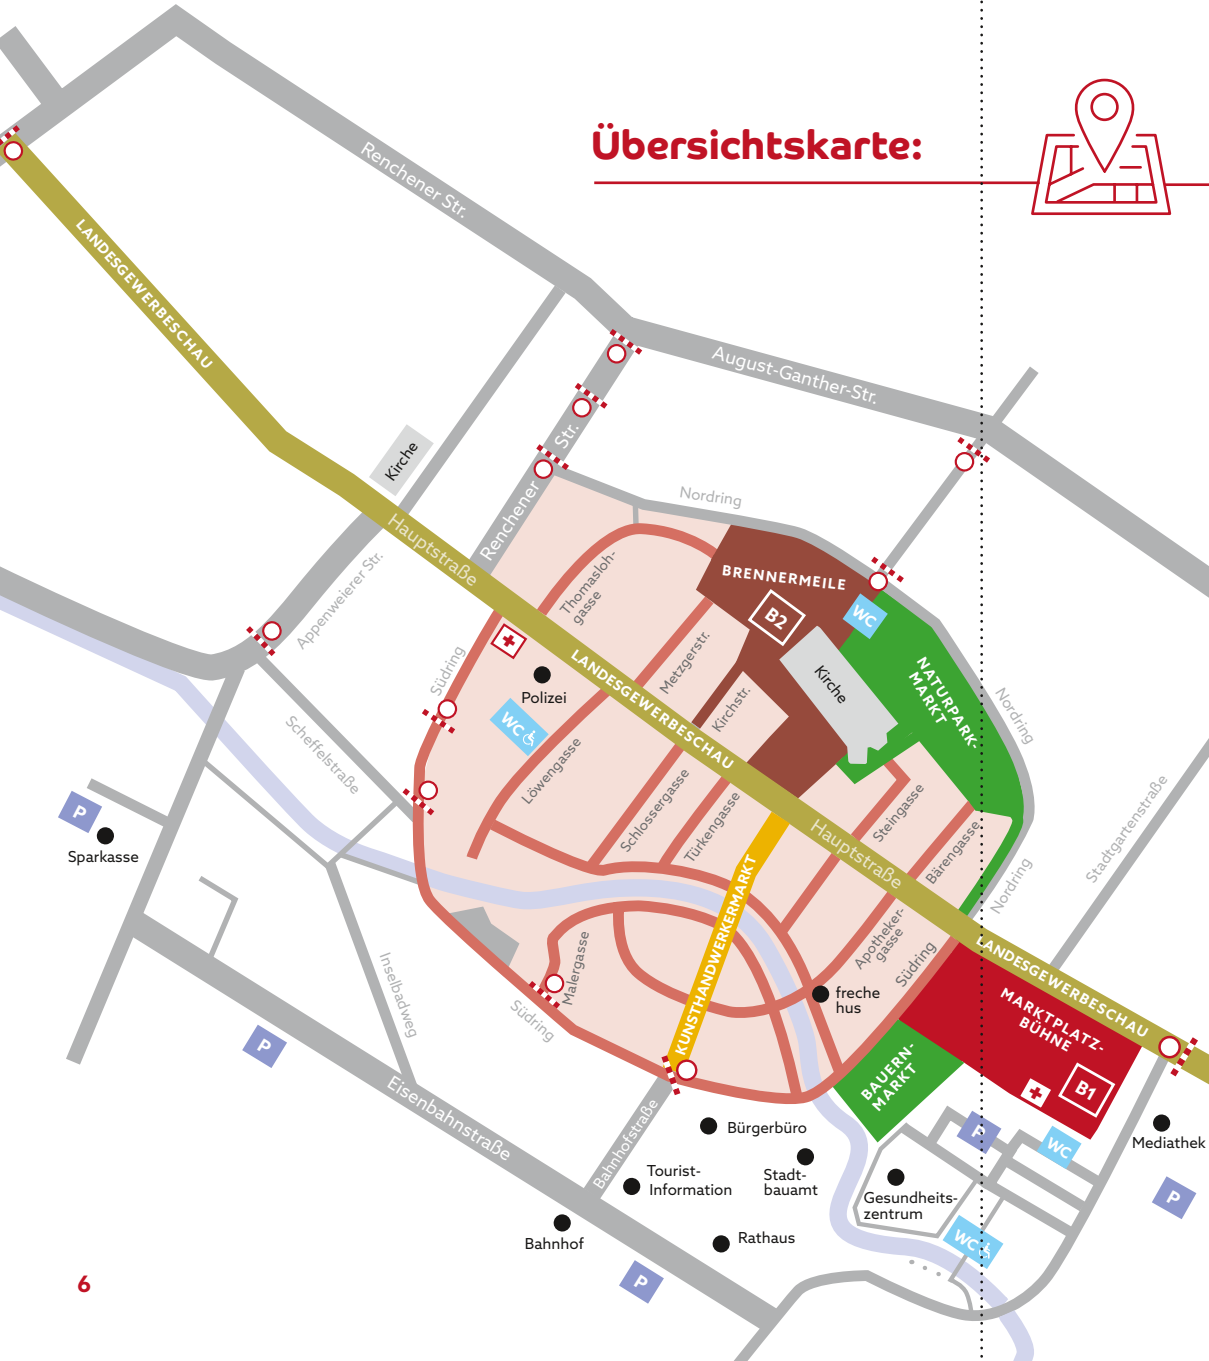 Übersichtskarte:
Renchener Str.
LANDESGEWERBESCHAU
August-Ganther-Str.
Kirche
Str.
Renchener
Nordring
Hauptstraße
Appenweierer Str.
Thomasloh-
gasse
BRENNERMEILE
B2
WC
NATURPARK-
MARKT
Nordring
Südring
Polizei
WC
Metzgerstr.
Kirchstr.
Kirche
LANDESGEWERBESCHAU
Scheffelstraße
Löwengasse
Schlossergasse
Türkengasse
Steingasse
Hauptstraße
Bärengasse
Nordring
Stadtgartenstraße
P
Sparkasse
KUNSTHANDWERKERMARKT
Apotheker-
gasse
Südring
LANDESGEWERBESCHAU
Malergasse
Inselbadweg
Südring
freche
hus
MARKTPLATZ-
BÜHNE
B1
BAUERN-
MARKT
P
Eisenbahnstraße
Bahnhofstraße
Bürgerbüro
P
WC
Mediathek
Tourist-
Information
Stadt-
bauamt
Gesundheits-
zentrum
P
Bahnhof
Rathaus
WC
P
6